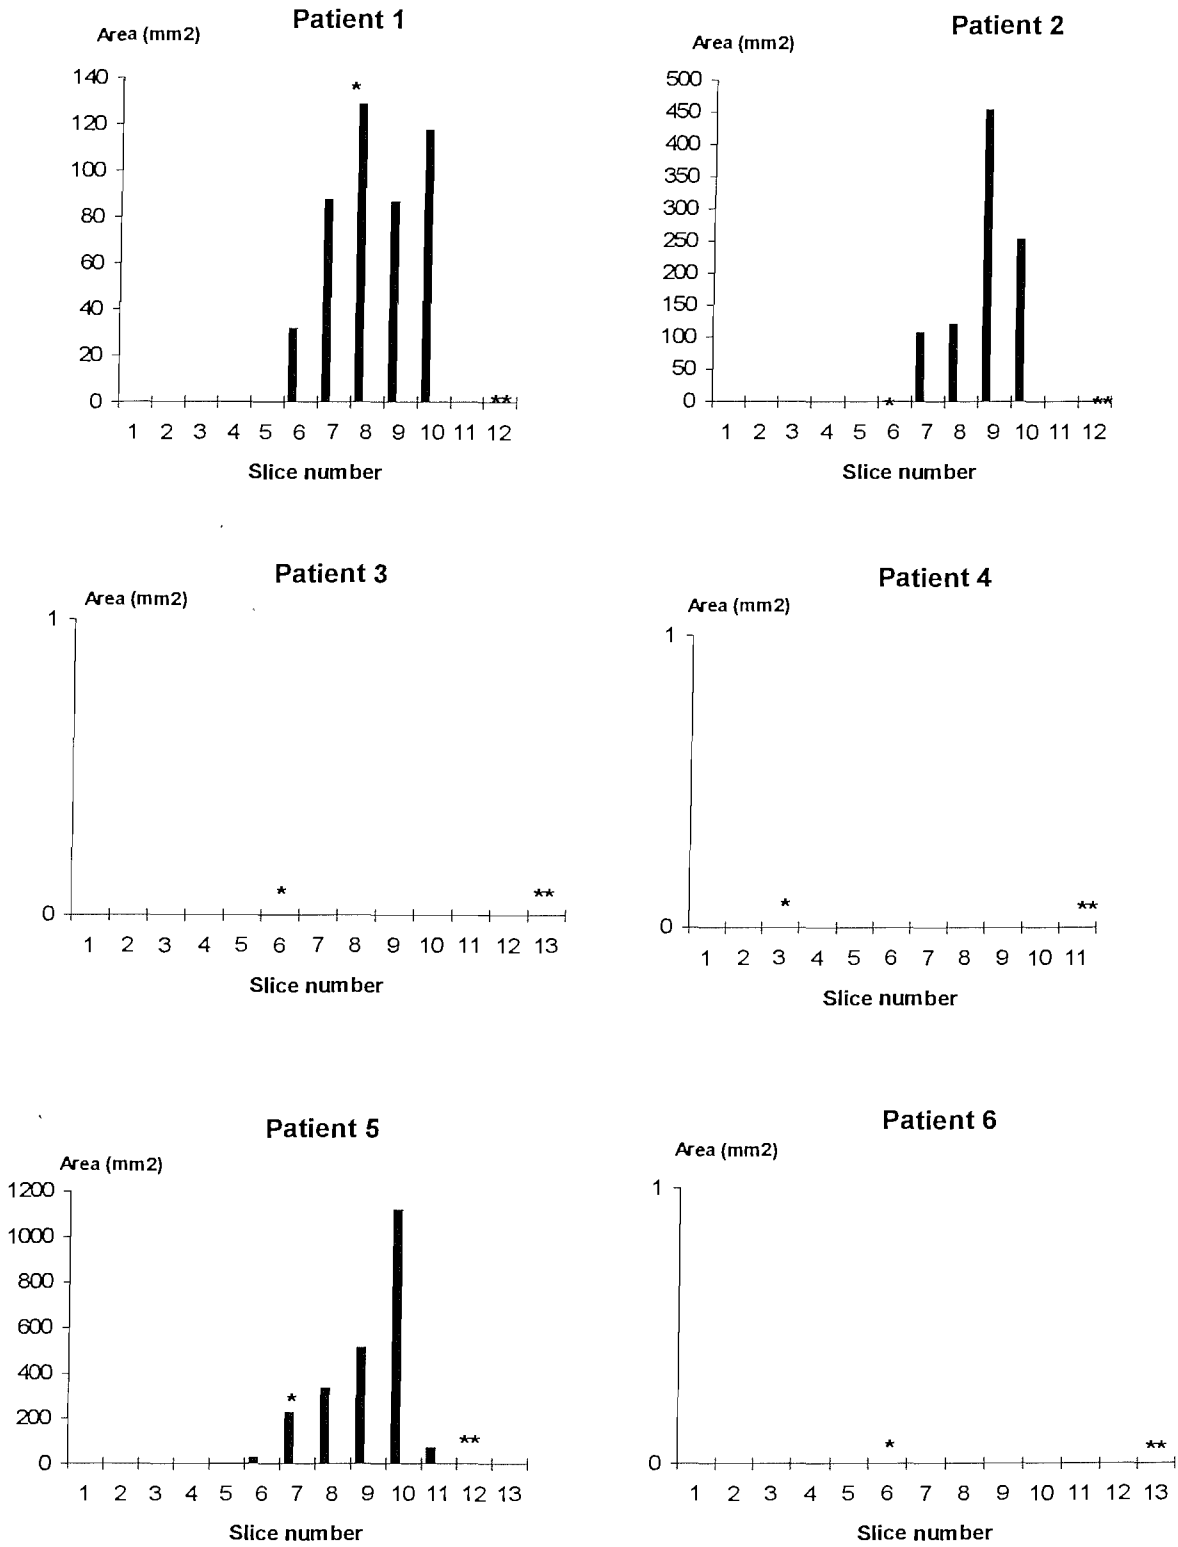 Patient 1
Area (mm2)
140
*
120
100
80
60
40
20
0
**
1 2 3 4 5 6 7 8 9 10 11 12
Slice number
Patient 2
Area (mm2)
500
450
400
350
300
250
200
150
100
50
0
*
**
1 2 3 4 5 6 7 8 9 10 11 12
Slice number
Patient 3
Area (mm2)
1
*
**
0
1 2 3 4 5 6 7 8 9 10 11 12 13
Slice number
Patient 4
Area (mm2)
1
*
**
0
1 2 3 4 5 6 7 8 9 10 11
Slice number
Patient 5
Area (mm2)
1200
1000
800
600
400
*
200
**
0
1 2 3 4 5 6 7 8 9 10 11 12 13
Slice number
Patient 6
Area (mm2)
1
*
**
0
1 2 3 4 5 6 7 8 9 10 11 12 13
Slice number